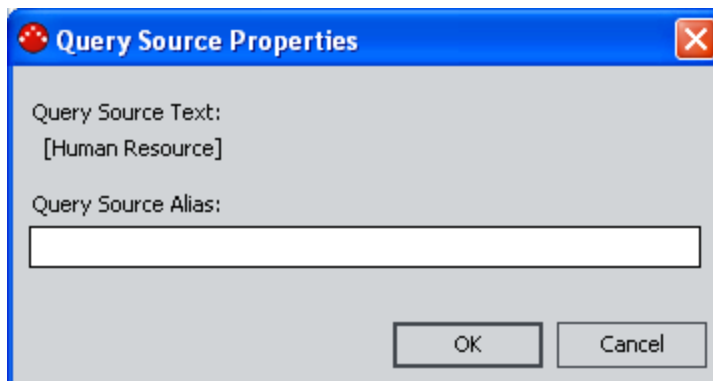 Query Source Properties
Query Source Text:
[Human Resource]
Query Source Alias:
OK Cancel